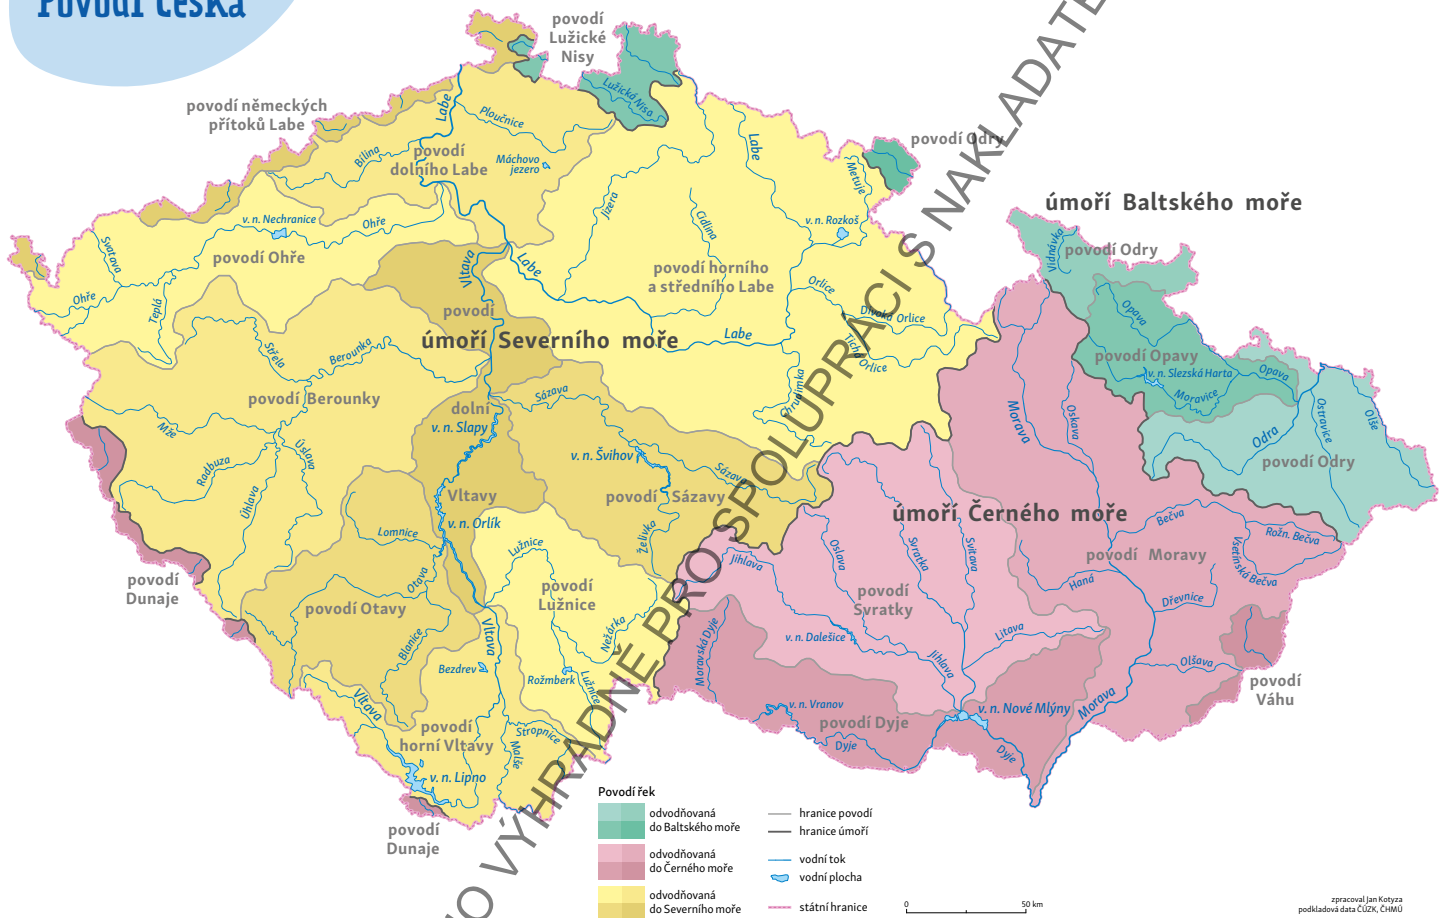 Povodí Česka
povodí
Lužické
Nisy
Lužická Nisa
povodí německých
přítoků Labe
Labe
Ploučnice
povodí
dolního Labe
Bílina
Máchovo
jezero
Labe
Metuje
povodí Odry
úmoří Baltského moře
povodí Odry
Vidnávka
v. n. Nechranice
Ohře
Jizera
Cidlina
v. n. Rozkoš
Svatava
povodí Ohře
Vltava
Labe
povodí horního
a středního Labe
Orlice
Divoká Orlice
Tichá Orlice
Ohře
Teplá
povodí
úmoří Severního moře
Labe
Opava
povodí Opavy
v. n. Slezská Harta
Opava
Moravice
Střela
Berounka
povodí Berounky
Sázava
Chrudimka
Morava
Oskava
Ostravice
Olše
Odra
povodí Odry
dolní
v. n. Slapy
Mže
Radbuza
Úslava
Úhlava
v. n. Švihov
Sázava
Vltavy
povodí Sázavy
v. n. Orlík
Lomnice
Lužnice
Želivka
úmoří Černého moře
Bečva
Rožn. Bečva
Vsetínská Bečva
povodí Moravy
Jihlava
Oslava
Svratka
Svitava
Haná
Dřevnice
povodí
Dunaje
Otava
povodí Otavy
povodí
Lužnice
povodí
Svratky
Blanice
Vltava
Nežárka
Moravská Dyje
v. n. Dalešice
Litava
Jihlava
Olšava
povodí
Váhu
Bezdrev
Rožmberk
Lužnice
Vltava
v. n. Vranov
povodí Dyje
Dyje
v. n. Nové Mlýny
Dyje
Morava
povodí
horní Vltavy
Stropnice
Malše
v. n. Lipno
povodí
Dunaje
Povodí řek
odvodňovaná
do Baltského moře
odvodňovaná
do Černého moře
odvodňovaná
do Severního moře
hranice povodí
hranice úmoří
vodní tok
vodní plocha
státní hranice
0 50 km
zpracoval Jan Kotyza
podkladová data ČÚZK, ČHMÚ
O VÝHRADNĚ PRO SPOLUPRACI S NAKLADATE